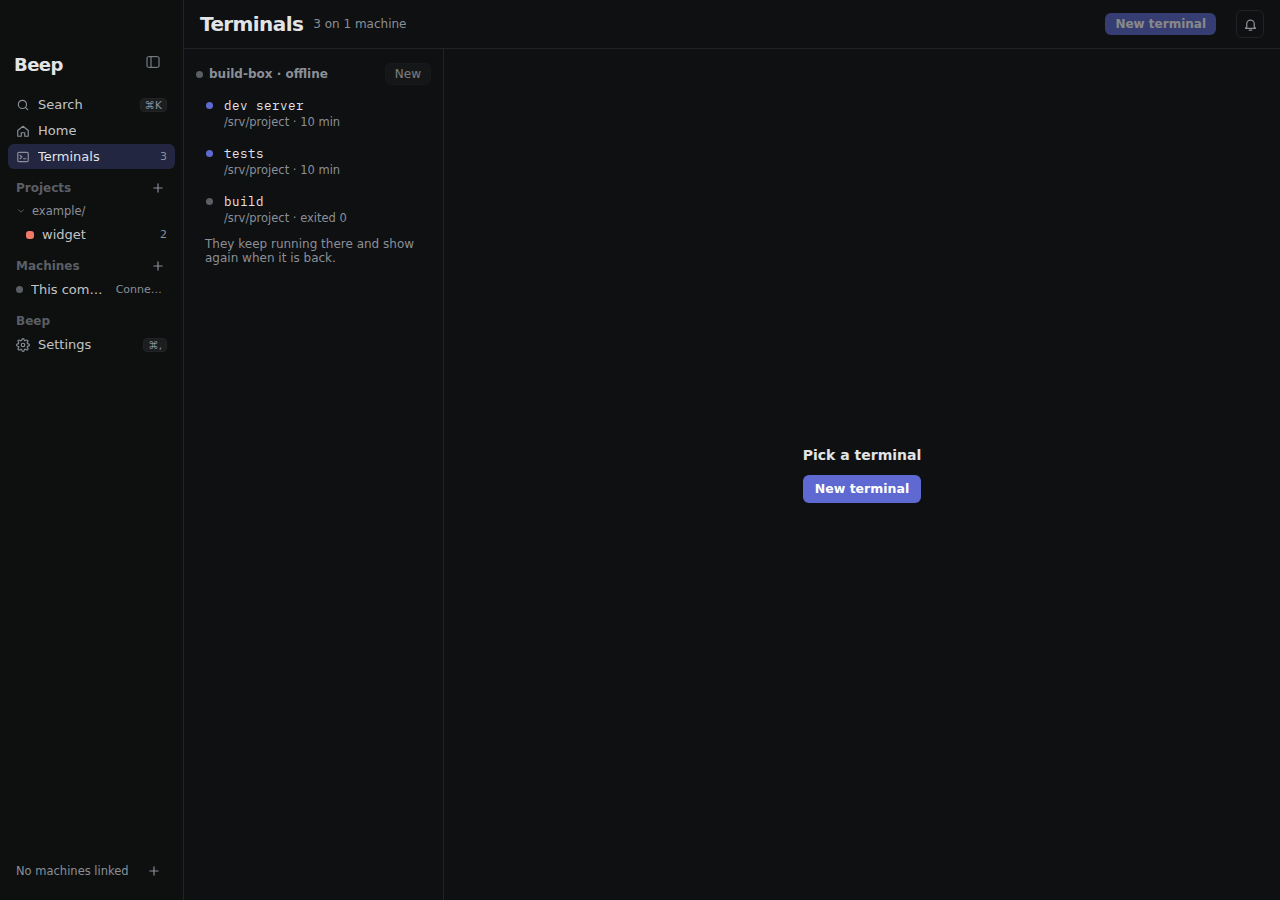 Terminals 3 on 1 machine New terminal
Beep
Search ⌘K
Home
Terminals 3
Projects
example/
widget 2
Machines
This com… Conne…
Beep
Settings ⌘,
No machines linked
build-box · offline New
dev server
/srv/project · 10 min
tests
/srv/project · 10 min
build
/srv/project · exited 0
They keep running there and show
again when it is back.
Pick a terminal
New terminal